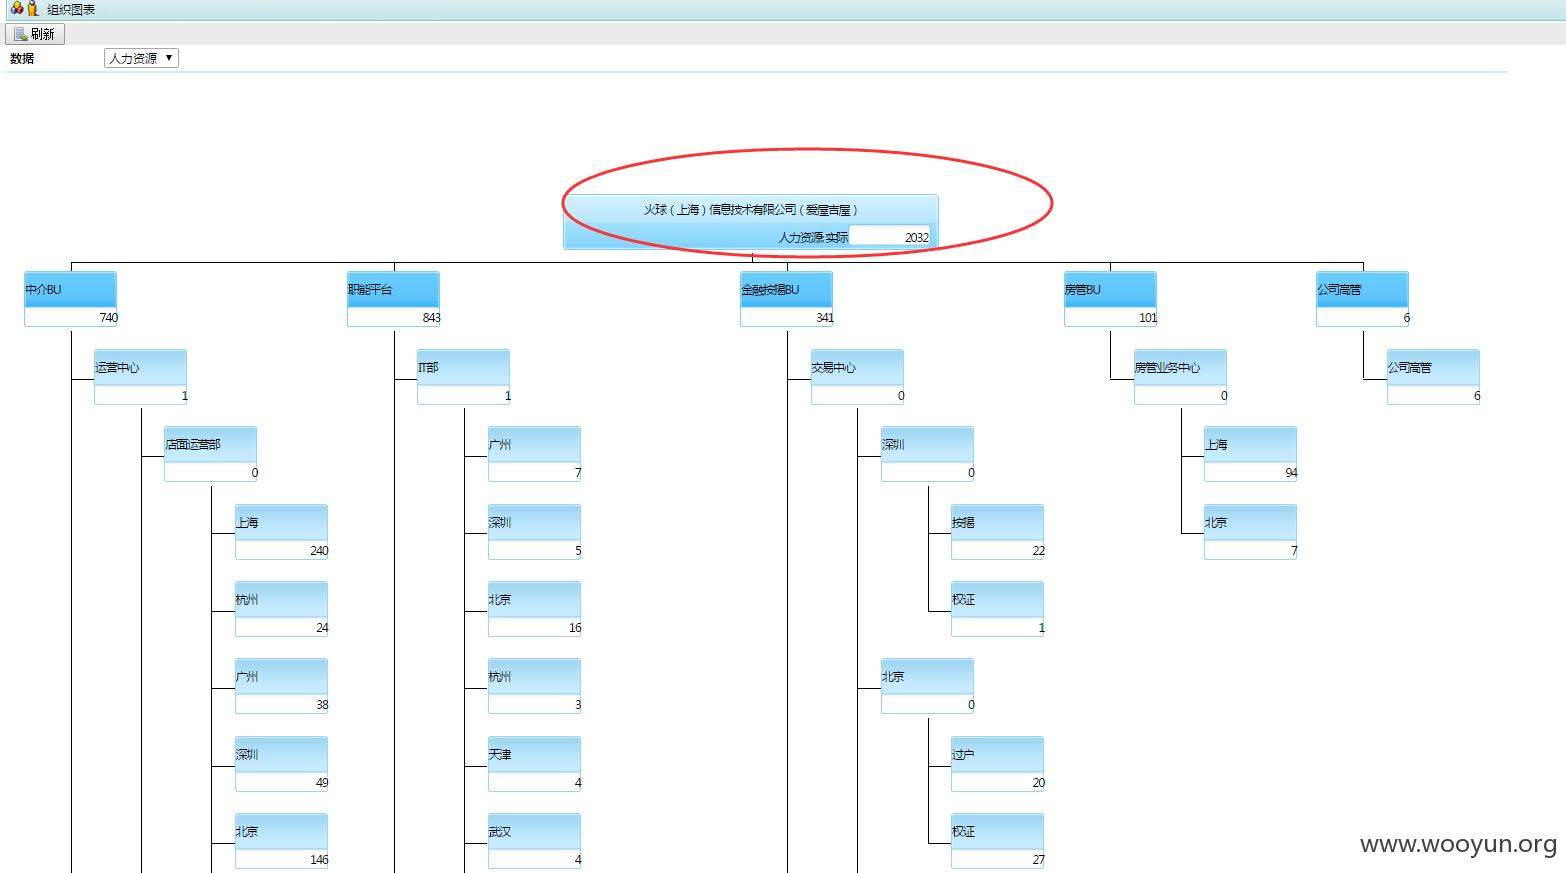 组织图表
刷新
数据 人力资源
火球（上海）信息技术有限公司（爱屋吉屋）
人力资源:实际 2032
中介BU 职能平台 金融按揭BU 房管BU 公司高管
740 843 341 101 6
运营中心 IT部 交易中心 房管业务中心 公司高管
1 1 0 0 6
店面运营部 广州 深圳 上海
0 7 0 94
上海 深圳 按揭 北京
240 5 22 7
杭州 北京 权证
24 16 1
广州 杭州 北京
38 3 0
深圳 天津 过户
49 4 20
北京 武汉 权证
146 4 27
www.wooyun.org